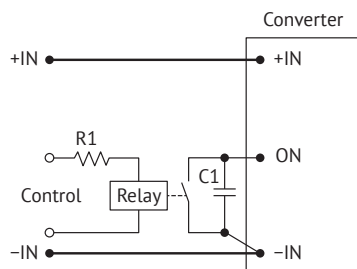 Converter
+IN
+IN
R1
ON
C1
Control
Relay
−IN
−IN